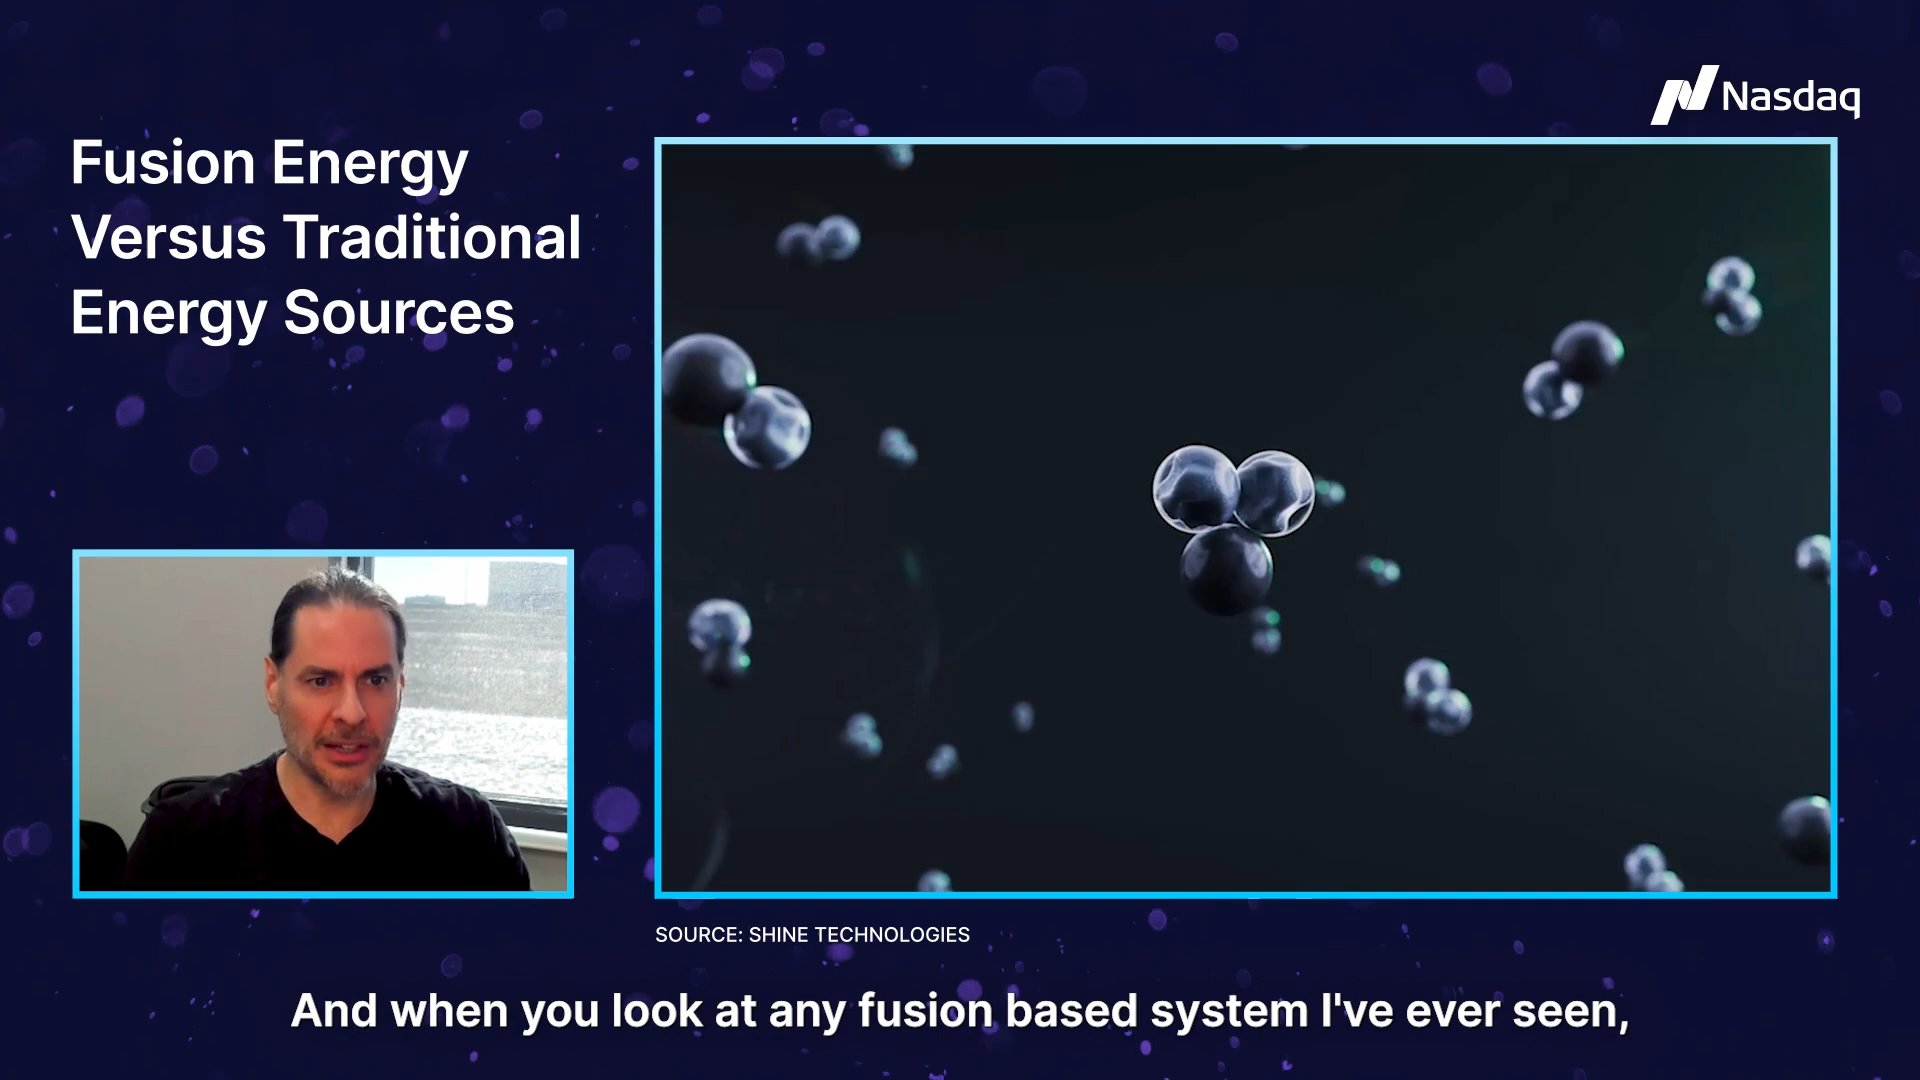 Nasdaq
Fusion Energy
Versus Traditional
Energy Sources
SOURCE: SHINE TECHNOLOGIES
And when you look at any fusion based system I've ever seen,